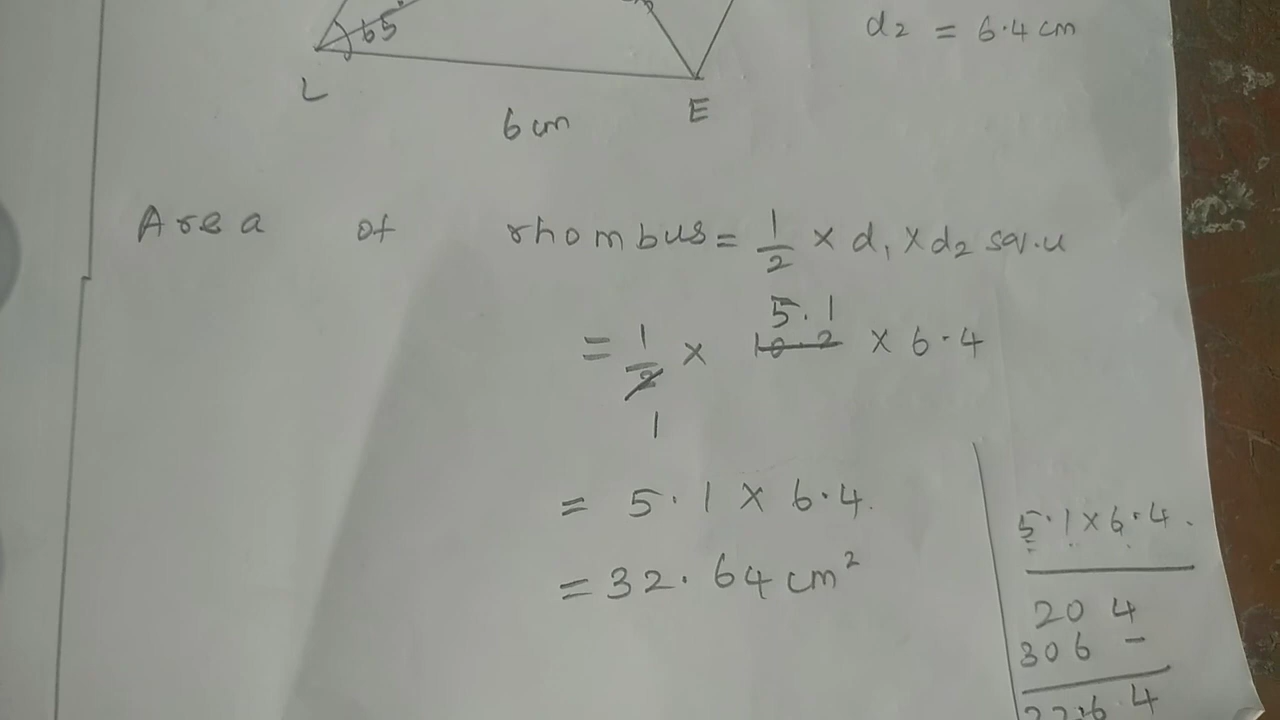 65°
d₂ = 6.4 cm
L
E
6 cm
Area of rhombus = 1/2 × d₁ × d₂ sq.u
5.1
= 1/2 × 10.2 × 6.4
1
= 5.1 × 6.4
= 32.64 cm²
5.1 × 6.4
204
306 -